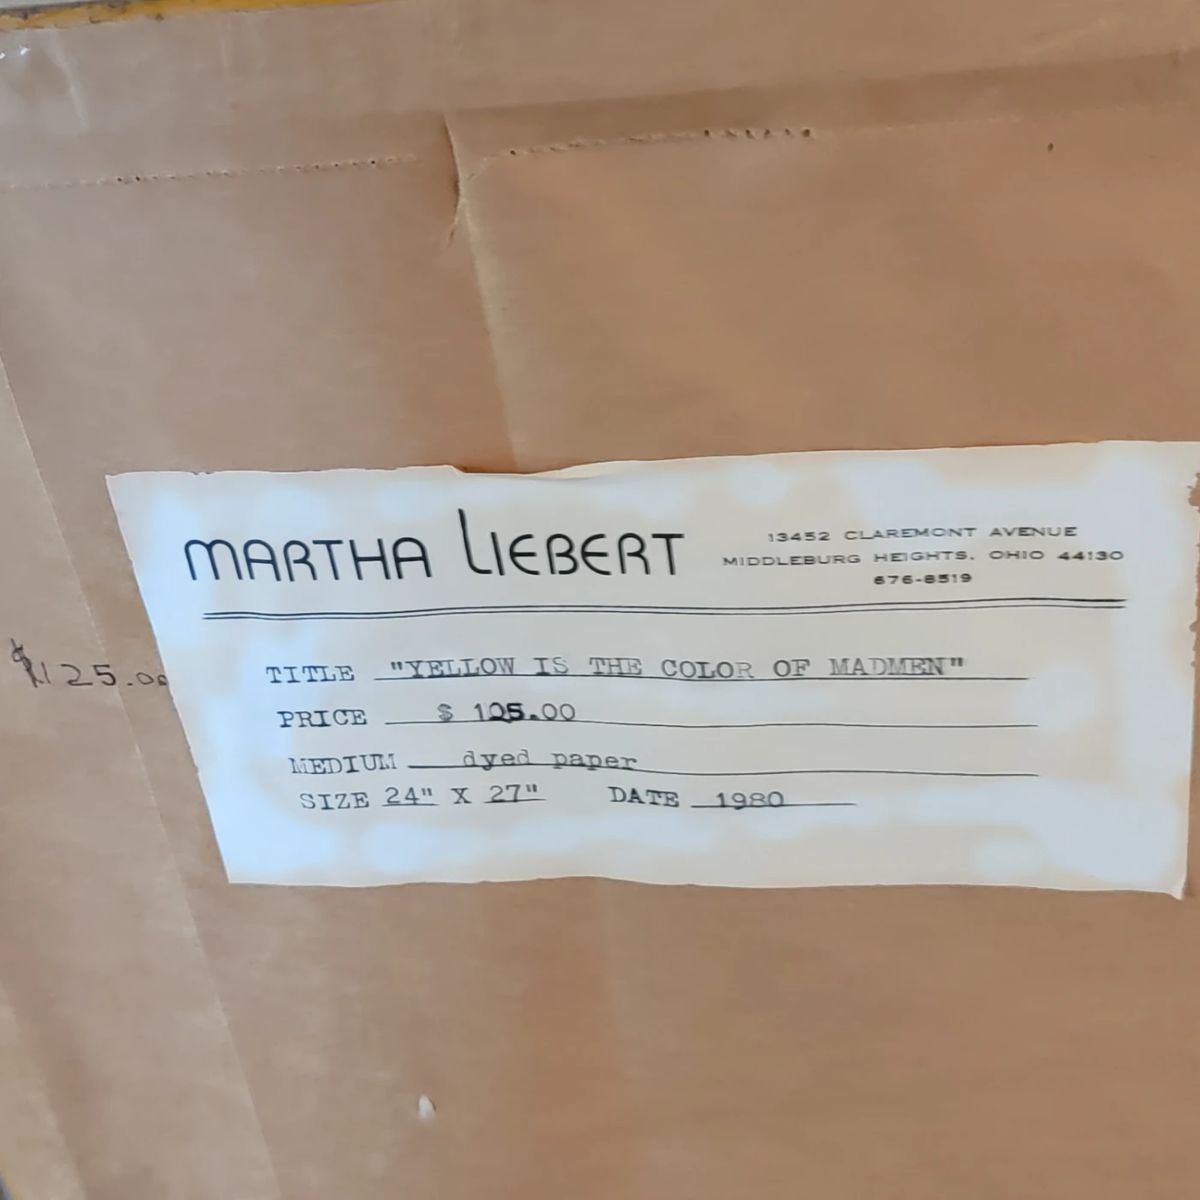 MARTHA LIEBERT
13452 CLAREMONT AVENUE
MIDDLEBURG HEIGHTS, OHIO 44130
676-8519
TITLE "YELLOW IS THE COLOR OF MADMEN"
$125.00
PRICE $ 125.00
MEDIUM dyed paper
SIZE 24" X 27" DATE 1980